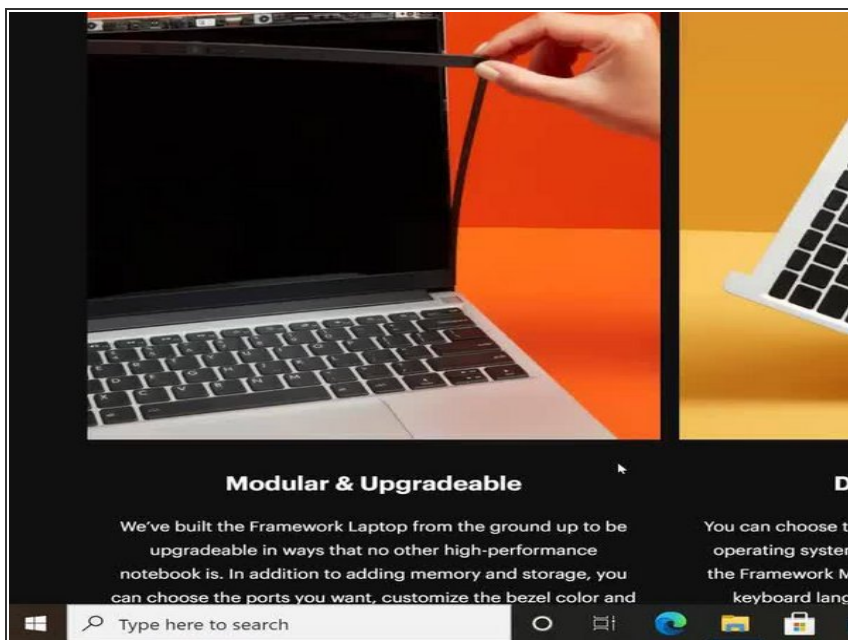 Modular & Upgradeable
We've built the Framework Laptop from the ground up to be
upgradeable in ways that no other high-performance
notebook is. In addition to adding memory and storage, you
can choose the ports you want, customize the bezel color and
D
You can choose t
operating system
the Framework M
keyboard lang
Type here to search